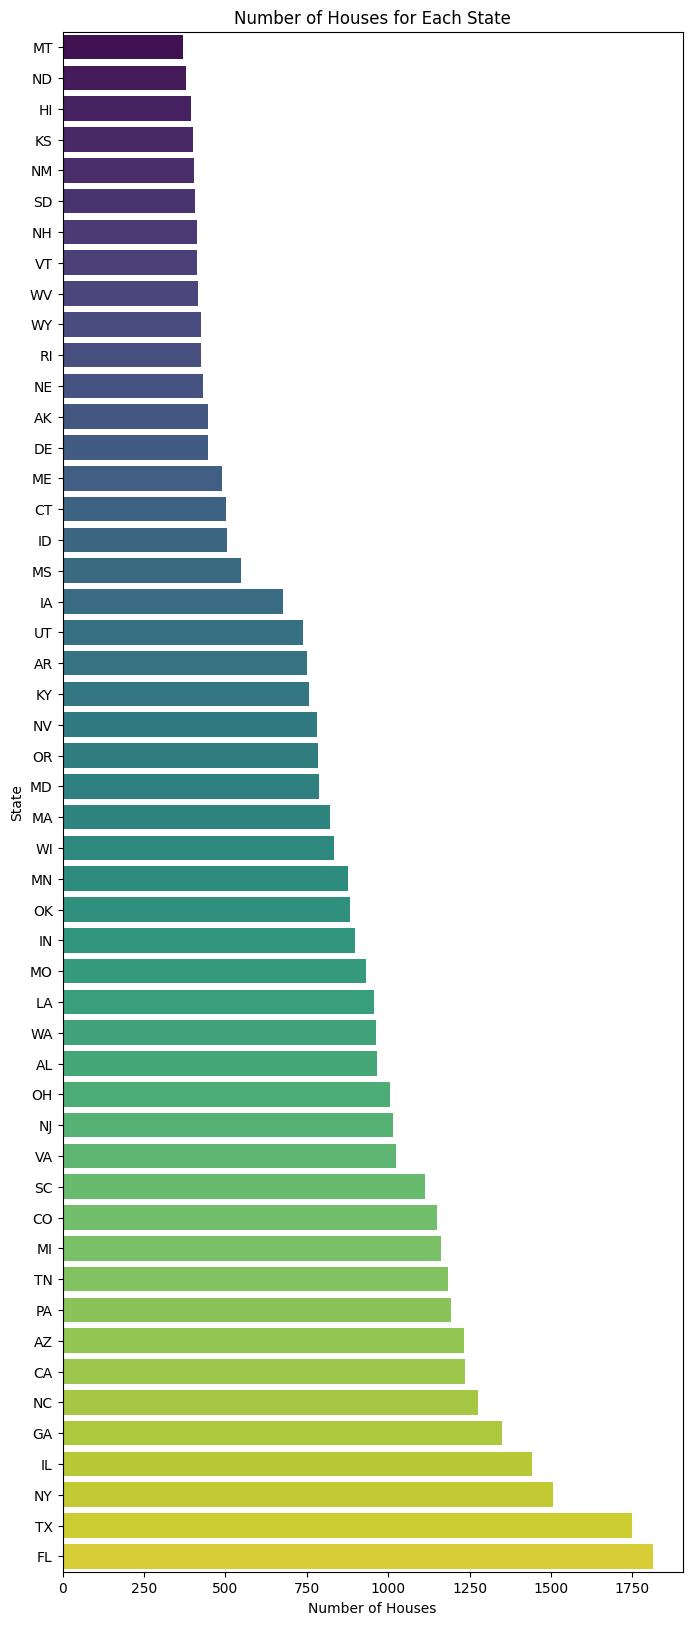 Number of Houses for Each State
MT
ND
HI
KS
NM
SD
NH
VT
WV
WY
RI
NE
AK
DE
ME
CT
ID
MS
IA
UT
AR
KY
NV
OR
MD
State
MA
WI
MN
OK
IN
MO
LA
WA
AL
OH
NJ
VA
SC
CO
MI
TN
PA
AZ
CA
NC
GA
IL
NY
TX
FL
0 250 500 750 1000 1250 1500 1750
Number of Houses